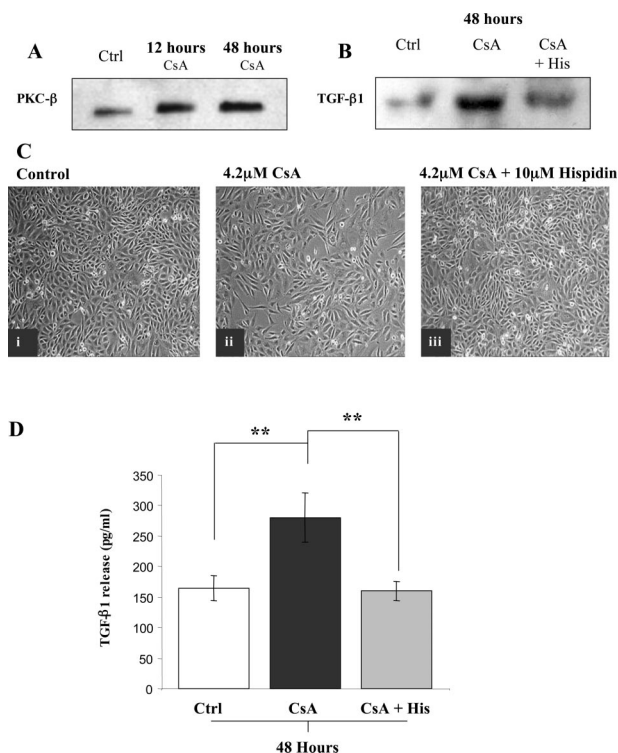 A
Ctrl
12 hours
CsA
48 hours
CsA
PKC-β
B
48 hours
Ctrl
CsA
CsA
+ His
TGF-β1
C
Control
4.2μM CsA
4.2μM CsA + 10μM Hispidin
i
ii
iii
D
**
**
TGF-β1 release (pg/ml)
350
300
250
200
150
100
50
0
Ctrl
CsA
CsA + His
48 Hours